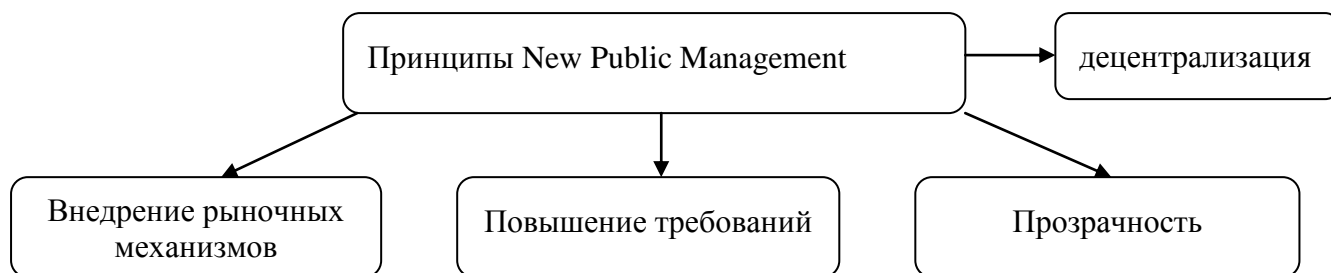 Принципы New Public Management
децентрализация
Внедрение рыночных
механизмов
Повышение требований
Прозрачность